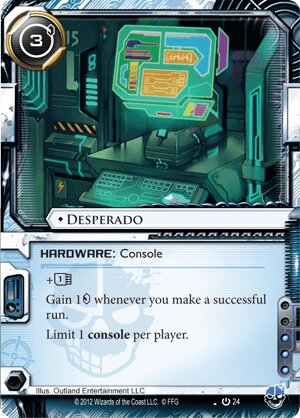 3
15
• DESPERADO
HARDWARE: Console
+1
Gain 1 whenever you make a successful
run.
Limit 1 console per player.
Illus. Outland Entertainment LLC
© 2012 Wizards of the Coast LLC. © FFG
24